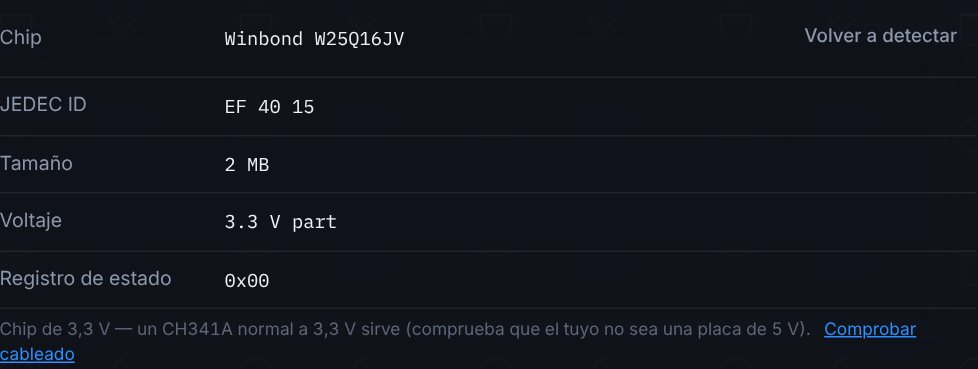 Chip
Winbond W25Q16JV
Volver a detectar
JEDEC ID
EF 40 15
Tamaño
2 MB
Voltaje
3.3 V part
Registro de estado
0x00
Chip de 3,3 V — un CH341A normal a 3,3 V sirve (comprueba que el tuyo no sea una placa de 5 V). Comprobar
cableado